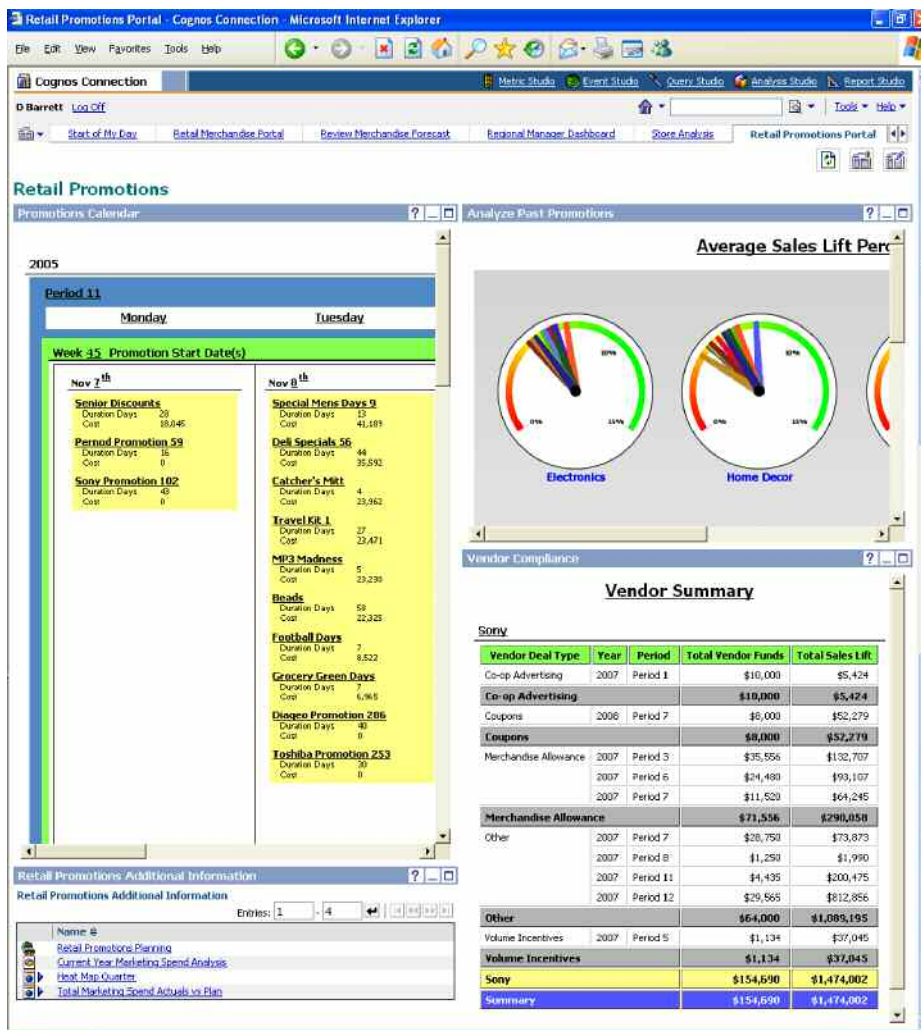 Retail Promotions Portal - Cognos Connection - Microsoft Internet Explorer
File Edit View Favorites Tools Help
Cognos Connection
Metric Studio Event Studio Query Studio Analysis Studio Report Studio
D Barrett Log Off
Tools Help
Start of My Day Retail Merchandise Portal Review Merchandise Forecast Regional Manager Dashboard Store Analysis Retail Promotions Portal
Retail Promotions
Promotions Calendar
2005
Period 11
Monday Tuesday
Week 45 Promotion Start Date(s)
Nov 7th
Senior Discounts
Duration Days 28
Cost 18,045
Pernod Promotion 59
Duration Days 16
Cost 0
Sony Promotion 102
Duration Days 43
Cost 0
Nov 8th
Special Mens Days 9
Duration Days 13
Cost 41,189
Deli Specials 56
Duration Days 44
Cost 35,592
Catcher's Mitt
Duration Days 4
Cost 23,962
Travel Kit 1
Duration Days 27
Cost 23,471
MP3 Madness
Duration Days 5
Cost 23,230
Beads
Duration Days 58
Cost 22,325
Football Days
Duration Days 7
Cost 8,522
Grocery Green Days
Duration Days 7
Cost 6,965
Diageo Promotion 286
Duration Days 40
Cost 0
Toshiba Promotion 253
Duration Days 30
Cost 0
Retail Promotions Additional Information
Retail Promotions Additional Information
Entries: 1 - 4
Name
Retail Promotions Planning
Current Year Marketing Spend Analysis
Heat Map Quarter
Total Marketing Spend Actuals vs Plan
Analyze Past Promotions
Average Sales Lift Perc
0% 10% 15%
Electronics
0% 10% 15%
Home Decor
Vendor Compliance
Vendor Summary
Sony
Vendor Deal Type Year Period Total Vendor Funds Total Sales Lift
Co-op Advertising 2007 Period 1 $10,000 $5,424
Co-op Advertising $10,000 $5,424
Coupons 2008 Period 7 $8,000 $52,279
Coupons $8,000 $52,279
Merchandise Allowance 2007 Period 3 $35,556 $132,707
2007 Period 6 $24,480 $93,107
2007 Period 7 $11,520 $64,245
Merchandise Allowance $71,556 $290,058
Other 2007 Period 7 $28,750 $73,873
2007 Period 8 $1,250 $1,990
2007 Period 11 $4,435 $200,475
2007 Period 12 $29,565 $812,856
Other $64,000 $1,089,195
Volume Incentives 2007 Period 5 $1,134 $37,045
Volume Incentives $1,134 $37,045
Sony $154,690 $1,474,002
Summary $154,690 $1,474,002